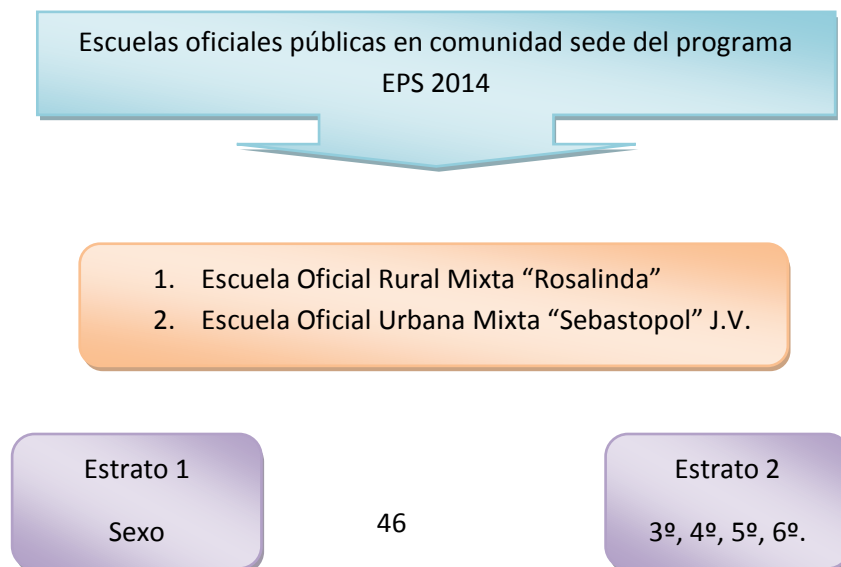 Escuelas oficiales públicas en comunidad sede del programa
EPS 2014
1. Escuela Oficial Rural Mixta “Rosalinda”
2. Escuela Oficial Urbana Mixta “Sebastopol” J.V.
Estrato 1
Sexo
46
Estrato 2
3º, 4º, 5º, 6º.